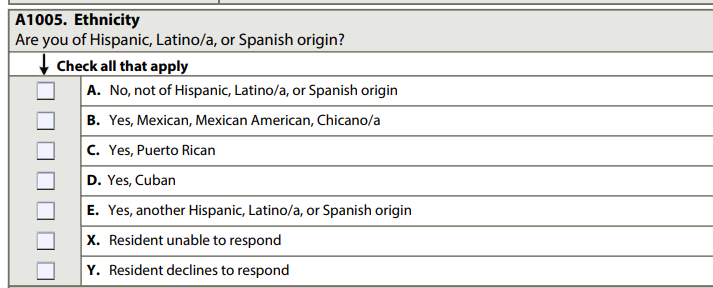 A1005. Ethnicity
Are you of Hispanic, Latino/a, or Spanish origin?
Check all that apply
A. No, not of Hispanic, Latino/a, or Spanish origin
B. Yes, Mexican, Mexican American, Chicano/a
C. Yes, Puerto Rican
D. Yes, Cuban
E. Yes, another Hispanic, Latino/a, or Spanish origin
X. Resident unable to respond
Y. Resident declines to respond